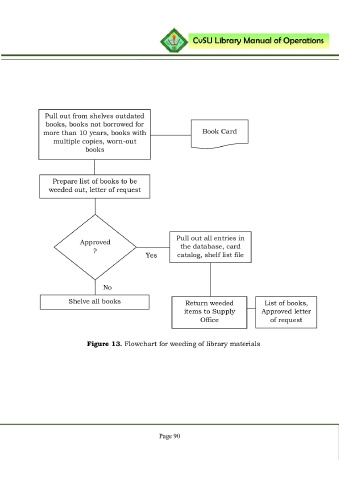 CvSU Library Manual of Operations
Pull out from shelves outdated
books, books not borrowed for
more than 10 years, books with
multiple copies, worn-out
books
Book Card
Prepare list of books to be
weeded out, letter of request
Approved
?
Yes
Pull out all entries in
the database, card
catalog, shelf list file
No
Shelve all books
Return weeded
items to Supply
Office
List of books,
Approved letter
of request
Figure 13. Flowchart for weeding of library materials
Page 90